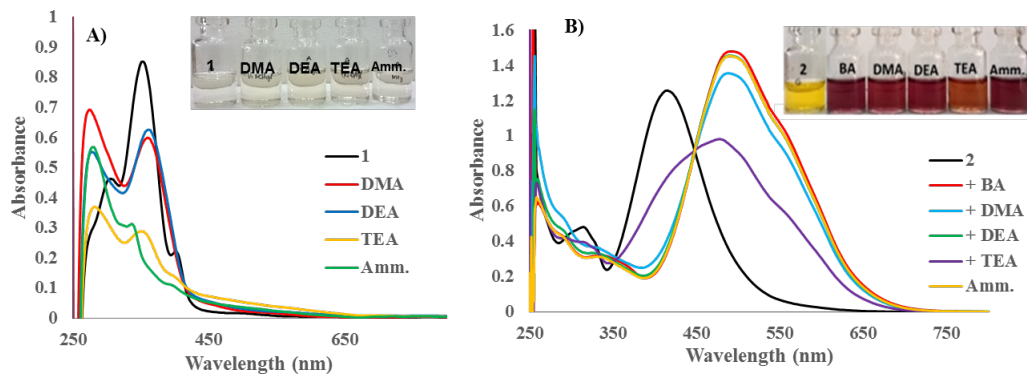 A)
1
DMA
DEA
TEA
Amm.
Absorbance
1
0.9
0.8
0.7
0.6
0.5
0.4
0.3
0.2
0.1
0
250
450
650
Wavelength (nm)
1
DMA
DEA
TEA
Amm.
B)
2
BA
DMA
DEA
TEA
Amm.
Absorbance
1.6
1.4
1.2
1
0.8
0.6
0.4
0.2
0
250
350
450
550
650
750
Wavelength (nm)
2
+ BA
+ DMA
+ DEA
+ TEA
Amm.